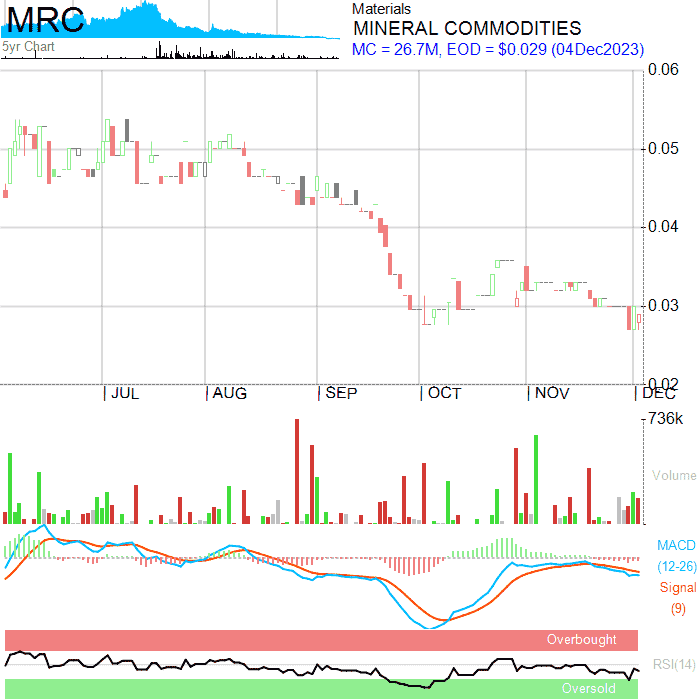 MRC
5yr Chart
Materials
MINERAL COMMODITIES
MC = 26.7M, EOD = $0.029 (04Dec2023)
0.06
0.05
0.04
0.03
0.02
JUL AUG SEP OCT NOV DEC
736k
Volume
MACD
(12-26)
Signal
(9)
Overbought
RSI(14)
Oversold